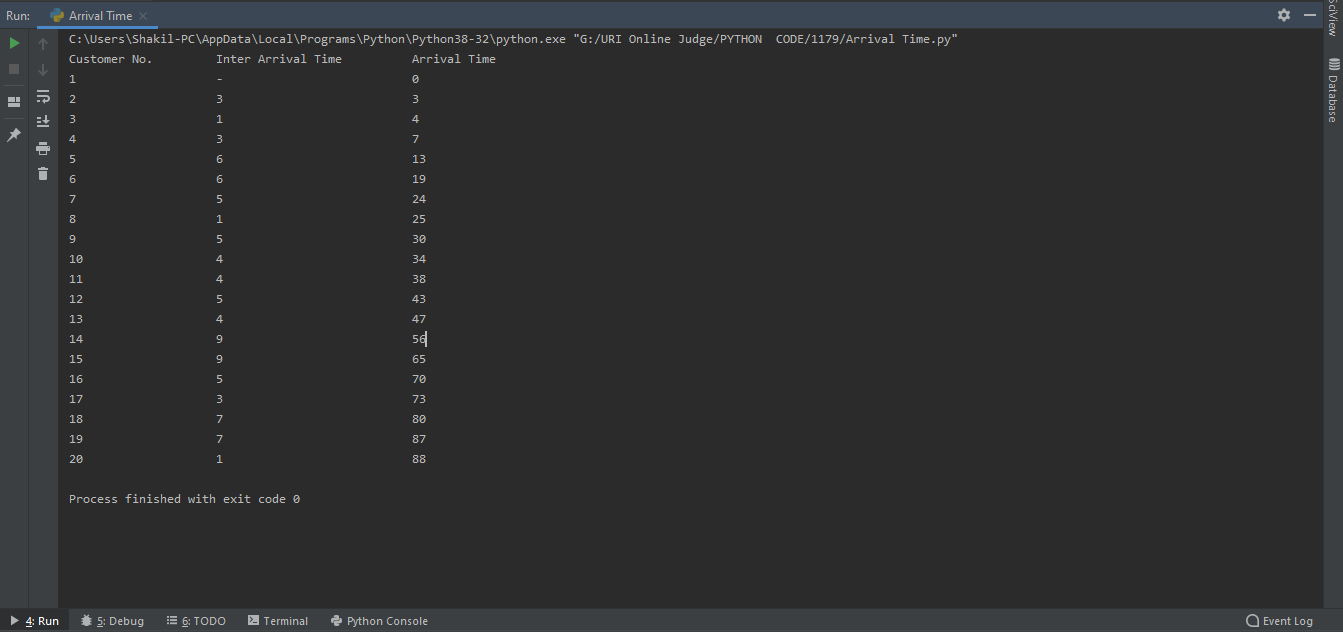 Run: Arrival Time
C:\Users\Shakil-PC\AppData\Local\Programs\Python\Python38-32\python.exe "G:/URI Online Judge/PYTHON  CODE/1179/Arrival Time.py"
Customer No. Inter Arrival Time Arrival Time
1 - 0
2 3 3
3 1 4
4 3 7
5 6 13
6 6 19
7 5 24
8 1 25
9 5 30
10 4 34
11 4 38
12 5 43
13 4 47
14 9 56
15 9 65
16 5 70
17 3 73
18 7 80
19 7 87
20 1 88
Process finished with exit code 0
SciView
Database
4: Run 5: Debug 6: TODO Terminal Python Console Event Log